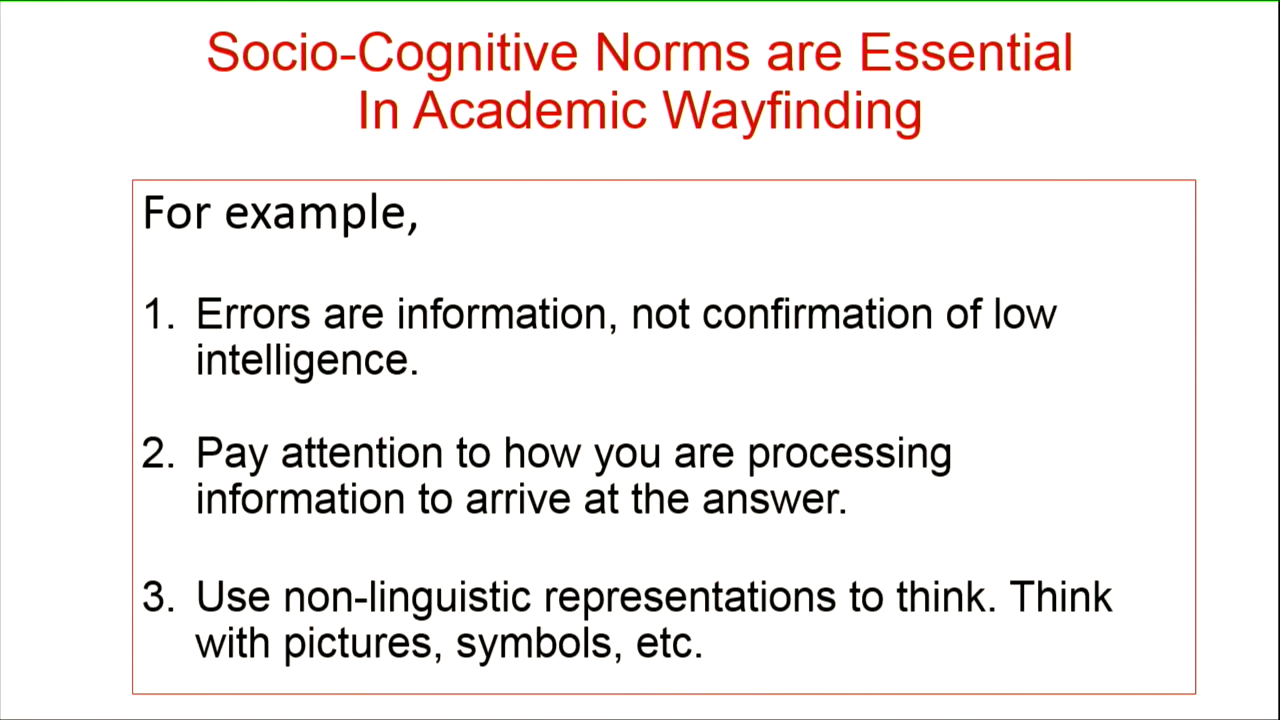 Socio-Cognitive Norms are Essential
In Academic Wayfinding
For example,
1. Errors are information, not confirmation of low
intelligence.
2. Pay attention to how you are processing
information to arrive at the answer.
3. Use non-linguistic representations to think. Think
with pictures, symbols, etc.